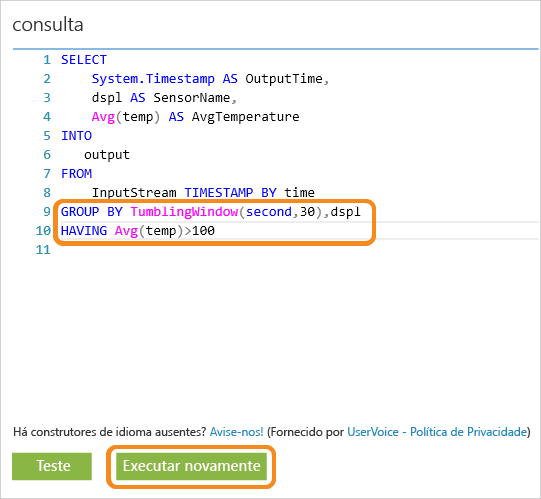 consulta
1 SELECT
2 System.Timestamp AS OutputTime,
3 dspl AS SensorName,
4 Avg(temp) AS AvgTemperature
5 INTO
6 output
7 FROM
8 InputStream TIMESTAMP BY time
9 GROUP BY TumblingWindow(second,30),dspl
10 HAVING Avg(temp)>100
11
Há construtores de idioma ausentes? Avise-nos! (Fornecido por UserVoice - Política de Privacidade)
Teste Executar novamente